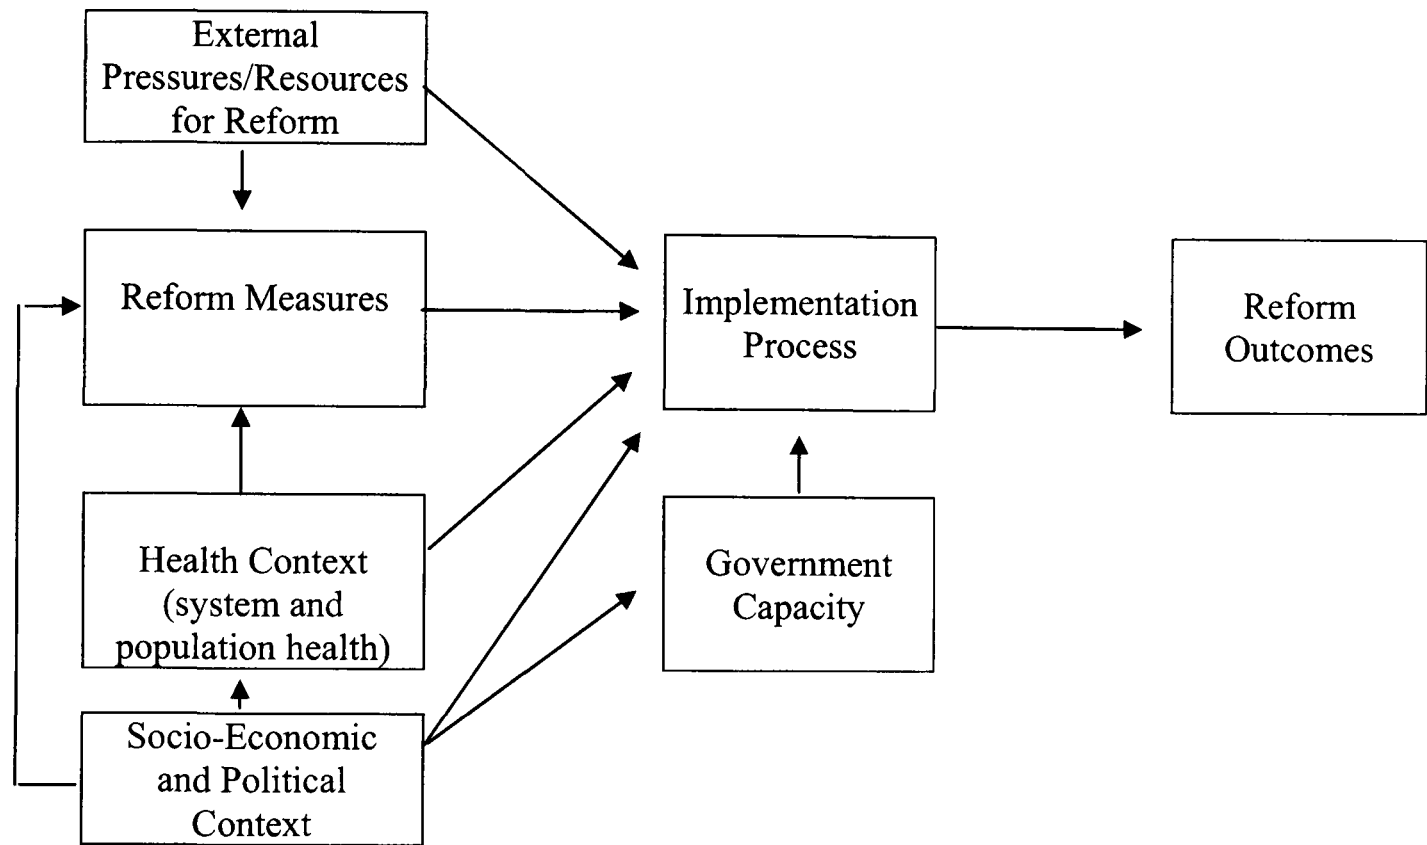 External
Pressures/Resources
for Reform
Reform Measures
Implementation
Process
Reform
Outcomes
Health Context
(system and
population health)
Government
Capacity
Socio-Economic
and Political
Context